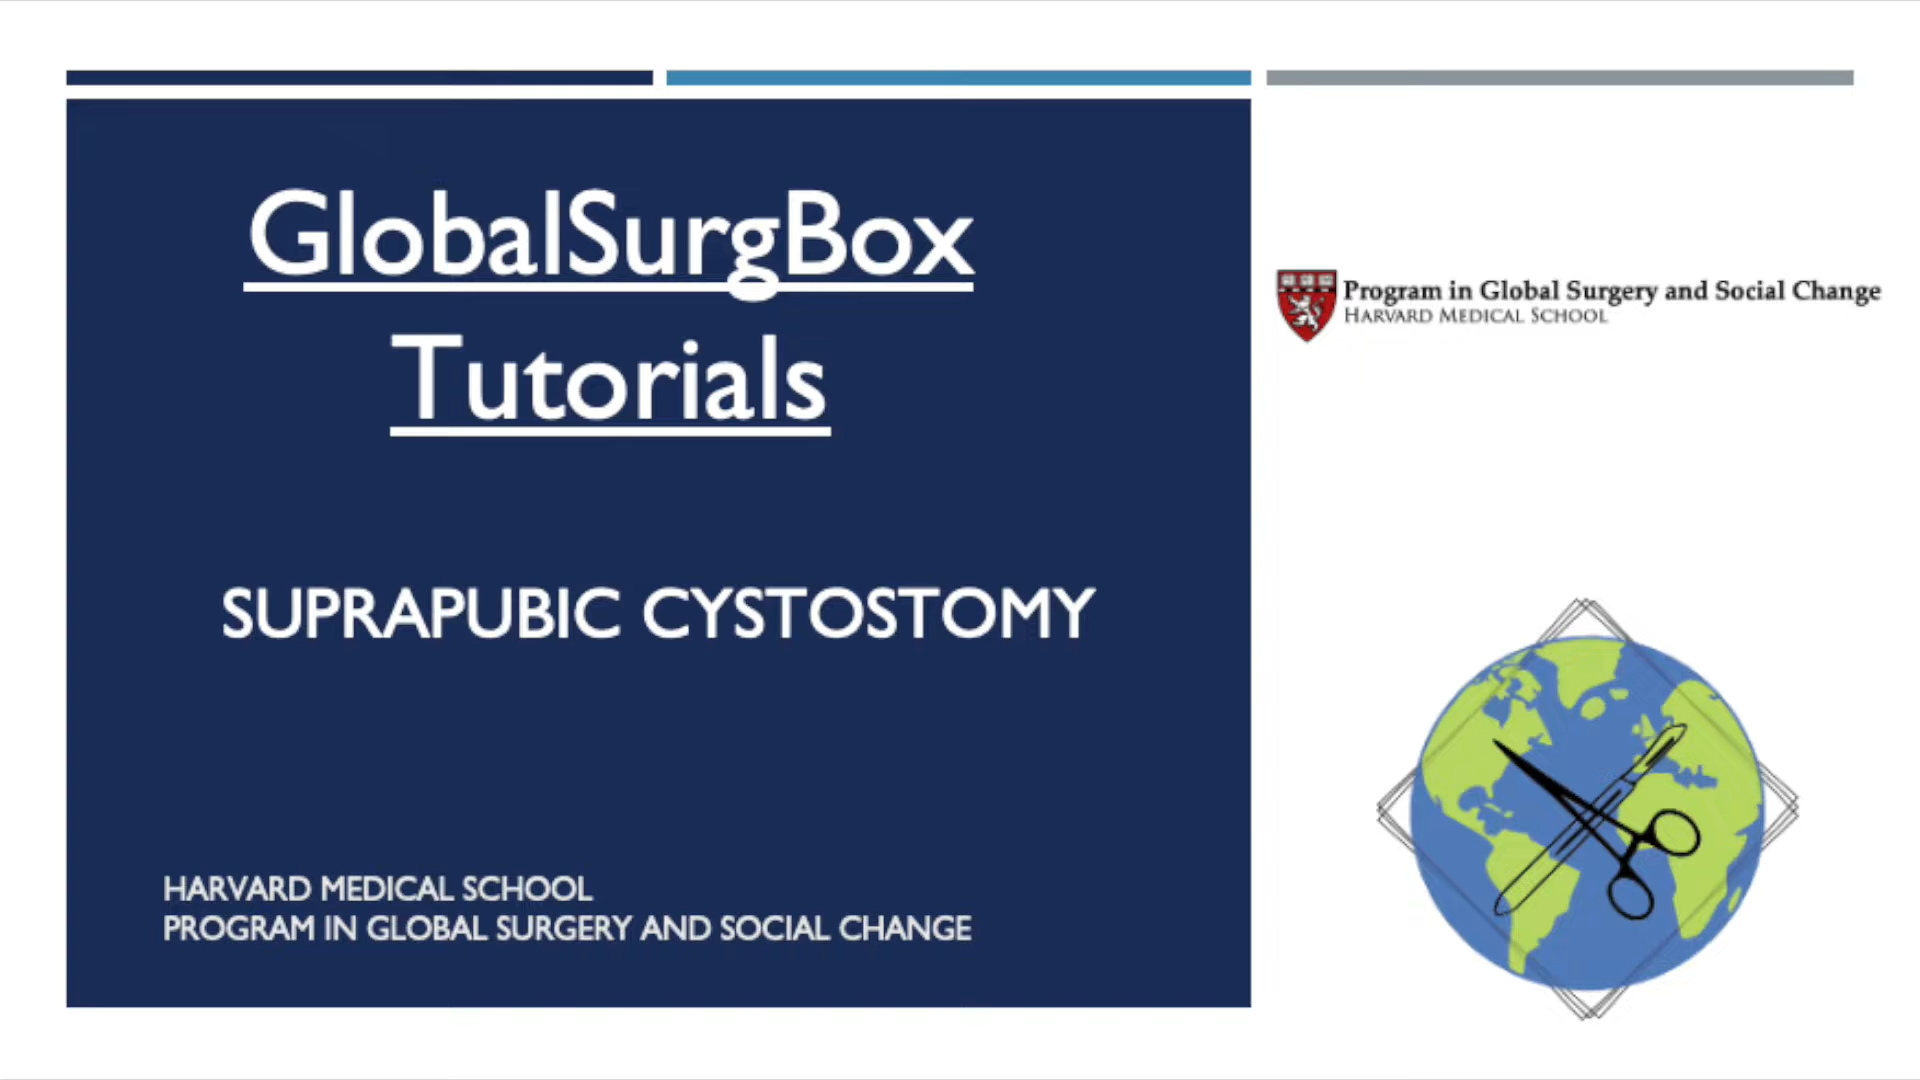 GlobalSurgBox
Tutorials
SUPRAPUBIC CYSTOSTOMY
HARVARD MEDICAL SCHOOL
PROGRAM IN GLOBAL SURGERY AND SOCIAL CHANGE
Program in Global Surgery and Social Change
HARVARD MEDICAL SCHOOL